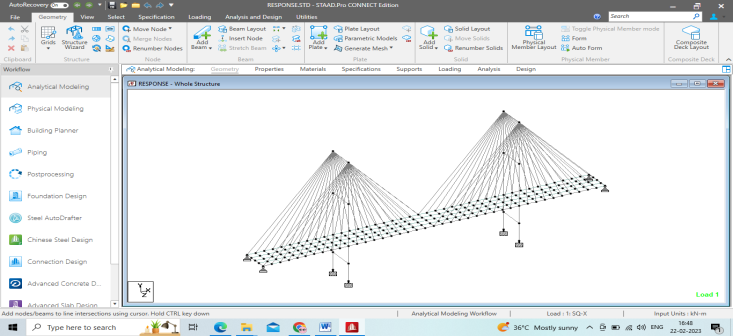 AutoRecovery On
RESPONSE.STD - STAAD.Pro CONNECT Edition
File Geometry View Select Specification Loading Analysis and Design Utilities
Search
Grids
Structure Wizard
Move Node
Merge Nodes
Renumber Nodes
Add Beam
Beam Layout
Insert Node
Stretch Beam
Add Plate
Plate Layout
Parametric Models
Generate Mesh
Add Solid
Solid Layout
Move Solids
Renumber Solids
Physical Member Layout
Toggle Physical Member mode
Form
Auto Form
Composite Deck Layout
Clipboard Structure Node Beam Plate Solid Physical Member Composite Deck
Workflow
Analytical Modeling: Geometry Properties Materials Specifications Supports Loading Analysis Design
RESPONSE - Whole Structure
Analytical Modeling
Physical Modeling
Building Planner
Piping
Postprocessing
Foundation Design
Steel AutoDrafter
Chinese Steel Design
Connection Design
Advanced Concrete D...
Advanced Slab Design
Y
X
Z
Load 1
Add nodes/beams to line intersections using cursor. Hold CTRL key down
Analytical Modeling Workflow
Load : 1: SQ-X
Input Units : kN-m
Type here to search
36°C Mostly sunny
ENG
16:48
22-02-2023